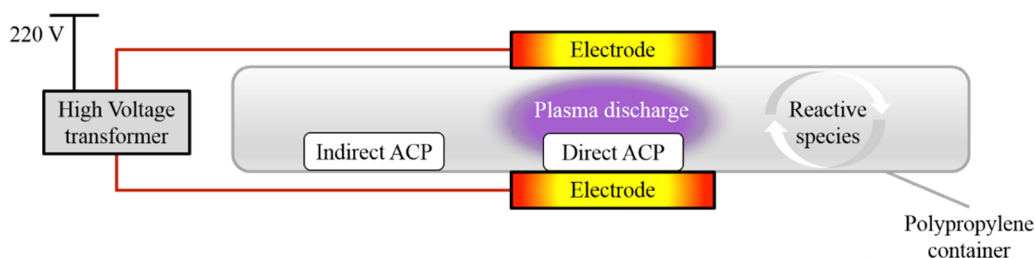 220 V
High Voltage
transformer
Electrode
Plasma discharge
Indirect ACP
Direct ACP
Reactive
species
Electrode
Polypropylene
container